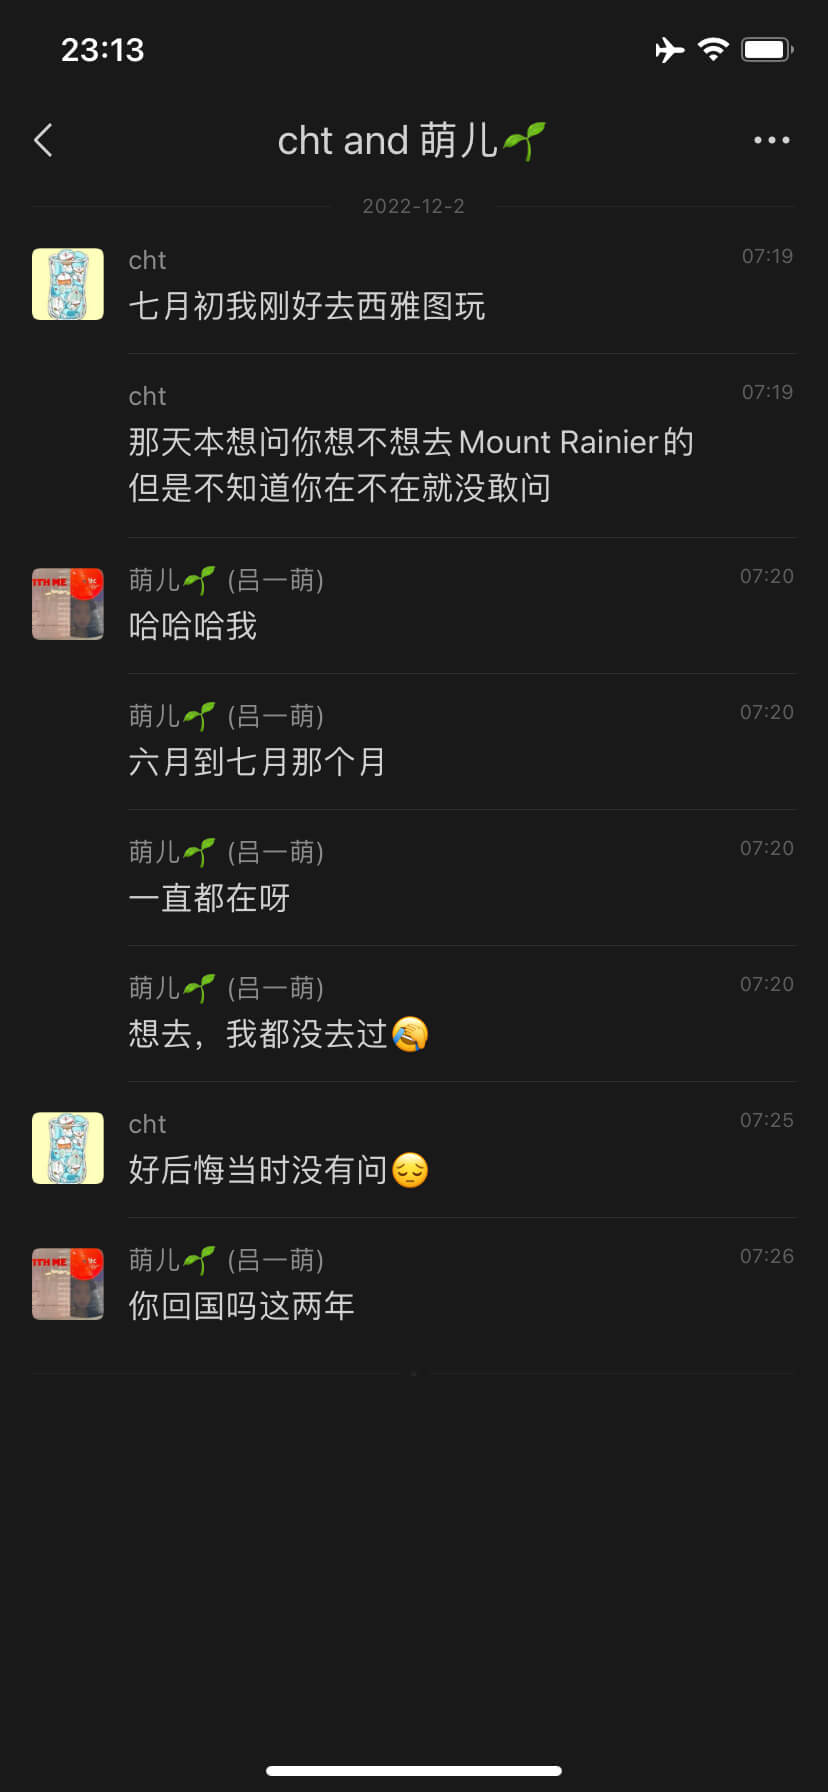 23:13
cht and 萌儿🌱
2022-12-2
cht
07:19
七月初我刚好去西雅图玩
cht
07:19
那天本想问你想不想去Mount Rainier的
但是不知道你在不在就没敢问
ITH ME
萌儿🌱 (吕一萌)
07:20
哈哈哈我
萌儿🌱 (吕一萌)
07:20
六月到七月那个月
萌儿🌱 (吕一萌)
07:20
一直都在呀
萌儿🌱 (吕一萌)
07:20
想去，我都没去过🤣
cht
07:25
好后悔当时没有问😔
ITH ME
萌儿🌱 (吕一萌)
07:26
你回国吗这两年